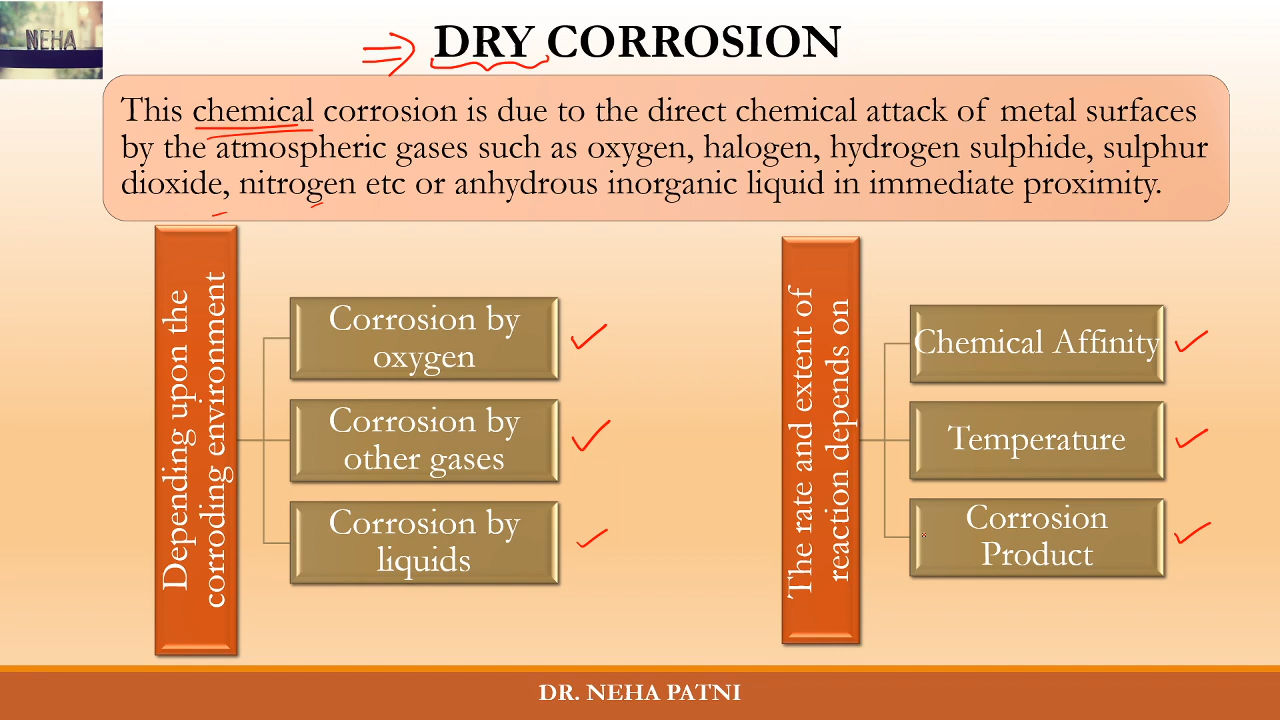 NEHA
DRY CORROSION
This chemical corrosion is due to the direct chemical attack of metal surfaces
by the atmospheric gases such as oxygen, halogen, hydrogen sulphide, sulphur
dioxide, nitrogen etc or anhydrous inorganic liquid in immediate proximity.
Depending upon the
corroding environment
Corrosion by
oxygen
Corrosion by
other gases
Corrosion by
liquids
The rate and extent of
reaction depends on
Chemical Affinity
Temperature
Corrosion
Product
DR. NEHA PATNI